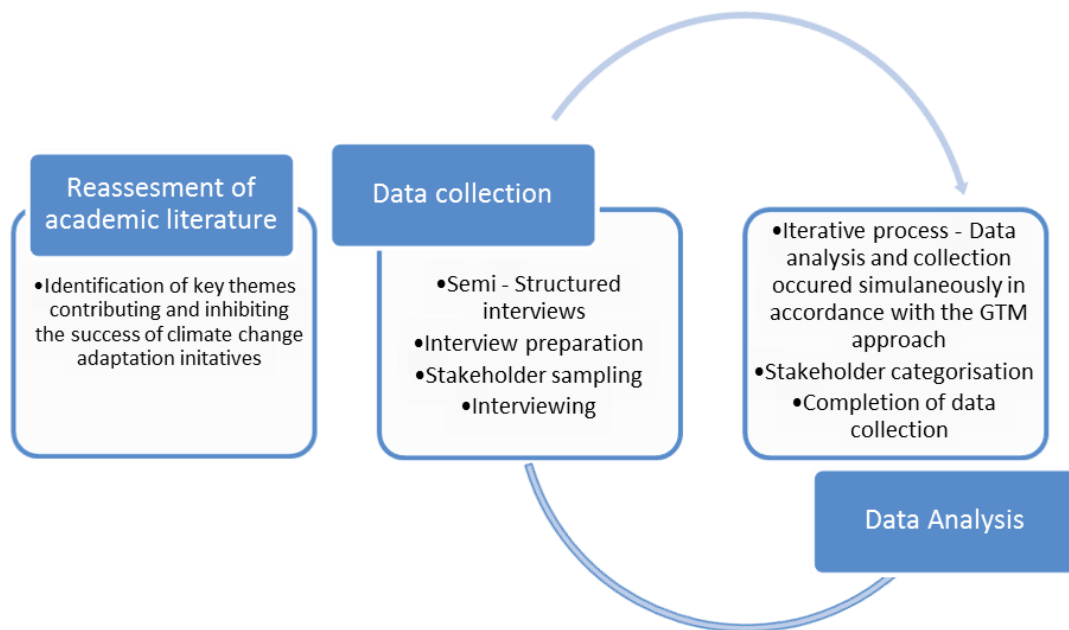 Reassesment of
academic literature
•Identification of key themes
contributing and inhibiting
the success of climate change
adaptation initatives
Data collection
•Semi - Structured
interviews
•Interview preparation
•Stakeholder sampling
•Interviewing
•Iterative process - Data
analysis and collection
occured simulaneously in
accordance with the GTM
approach
•Stakeholder categorisation
•Completion of data
collection
Data Analysis